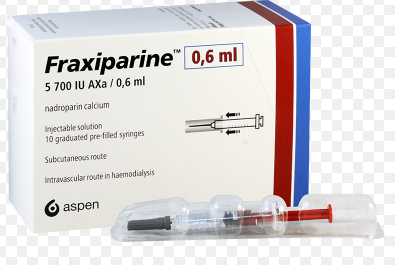 Fraxiparine™ 0,6 ml
5 700 IU AXa / 0,6 ml
nadroparin calcium
Injectable solution
10 graduated pre-filled syringes
Subcutaneous route
Intravascular route in haemodialysis
aspen